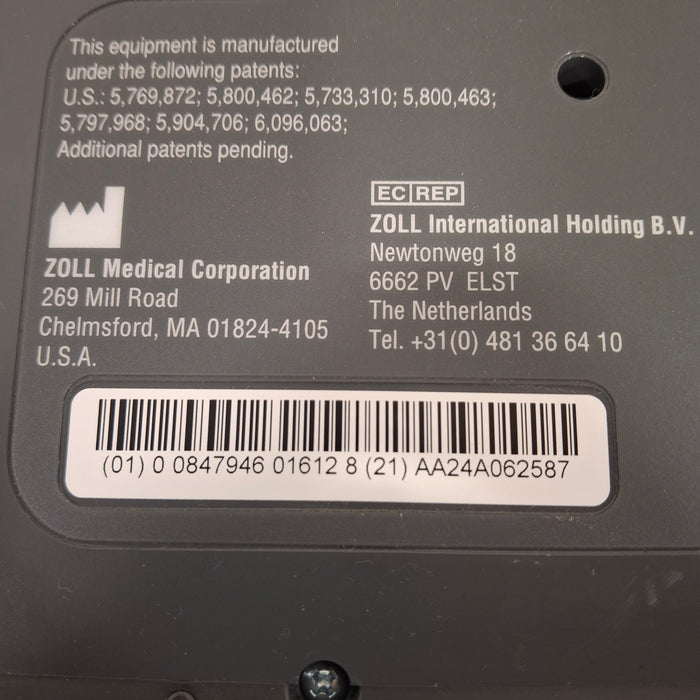 This equipment is manufactured
under the following patents:
U.S.: 5,769,872; 5,800,462; 5,733,310; 5,800,463;
5,797,968; 5,904,706; 6,096,063;
Additional patents pending.
ZOLL Medical Corporation
269 Mill Road
Chelmsford, MA 01824-4105
U.S.A.
EC REP
ZOLL International Holding B.V.
Newtonweg 18
6662 PV ELST
The Netherlands
Tel. +31(0) 481 36 64 10
(01) 0 0847946 01612 8 (21) AA24A062587